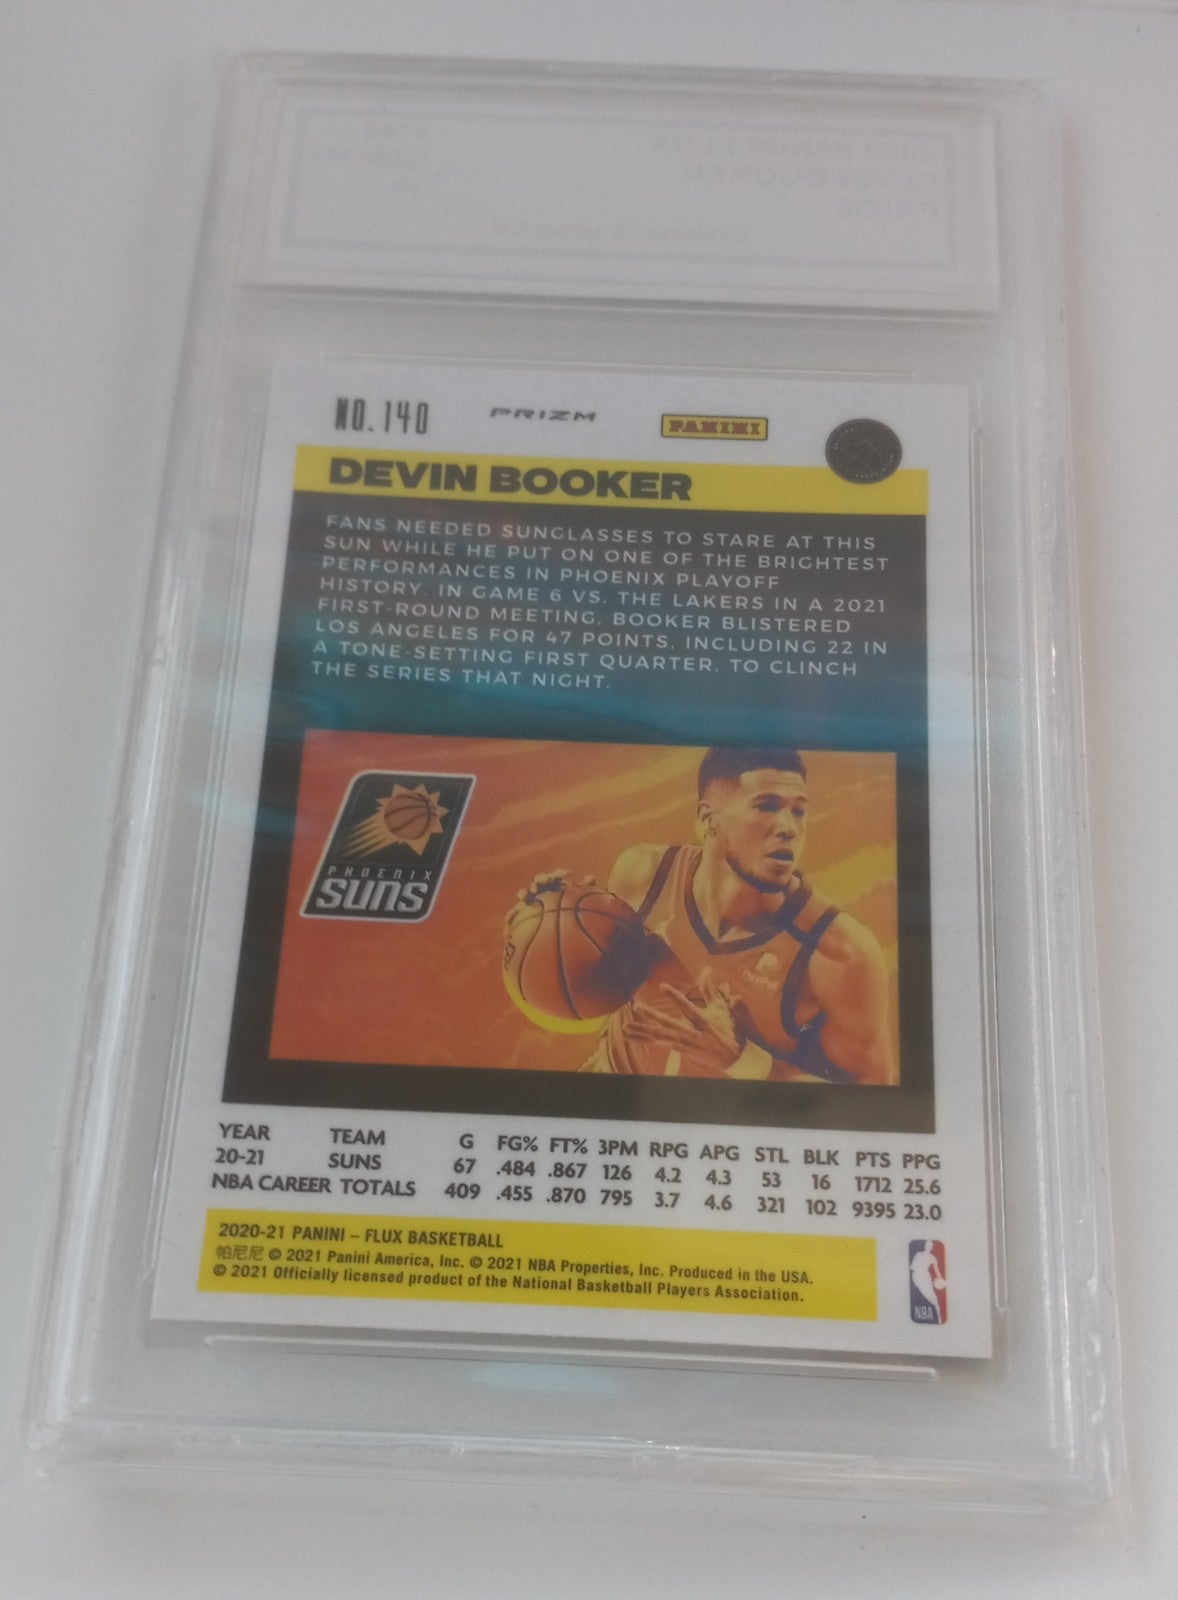 NO. 140 PRIZM PANINI
DEVIN BOOKER
FANS NEEDED SUNGLASSES TO STARE AT THIS
SUN WHILE HE PUT ON ONE OF THE BRIGHTEST
PERFORMANCES IN PHOENIX PLAYOFF
HISTORY. IN GAME 6 VS. THE LAKERS IN A 2021
FIRST-ROUND MEETING, BOOKER BLISTERED
LOS ANGELES FOR 47 POINTS, INCLUDING 22 IN
A TONE-SETTING FIRST QUARTER, TO CLINCH
THE SERIES THAT NIGHT.
PHOENIX
SUNS
PayPal
YEAR TEAM G FG% FT% 3PM RPG APG STL BLK PTS PPG
20-21 SUNS 67 .484 .867 126 4.2 4.3 53 16 1712 25.6
NBA CAREER TOTALS 409 .455 .870 795 3.7 4.6 321 102 9395 23.0
2020-21 PANINI – FLUX BASKETBALL
帕尼尼 © 2021 Panini America, Inc. © 2021 NBA Properties, Inc. Produced in the USA.
© 2021 Officially licensed product of the National Basketball Players Association.
NBA